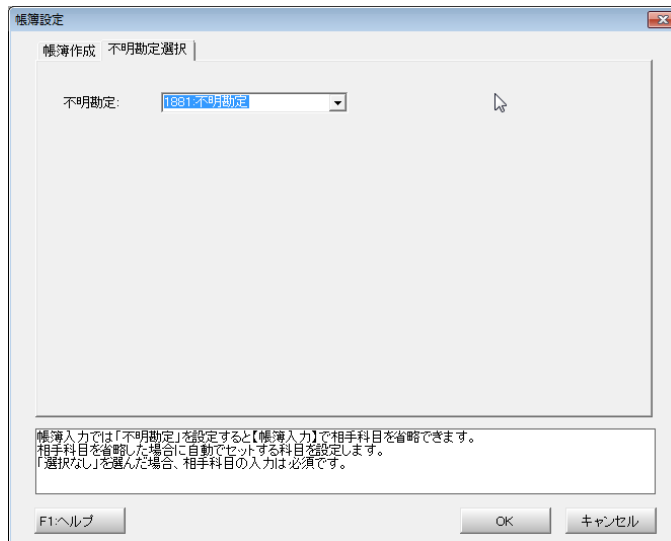 帳簿設定
帳簿作成 不明勘定選択
不明勘定: 1881:不明勘定
帳簿入力では「不明勘定」を設定すると【帳簿入力】で相手科目を省略できます。
相手科目を省略した場合に自動でセットする科目を設定します。
「選択なし」を選んだ場合、相手科目の入力は必須です。
F1:ヘルプ OK キャンセル